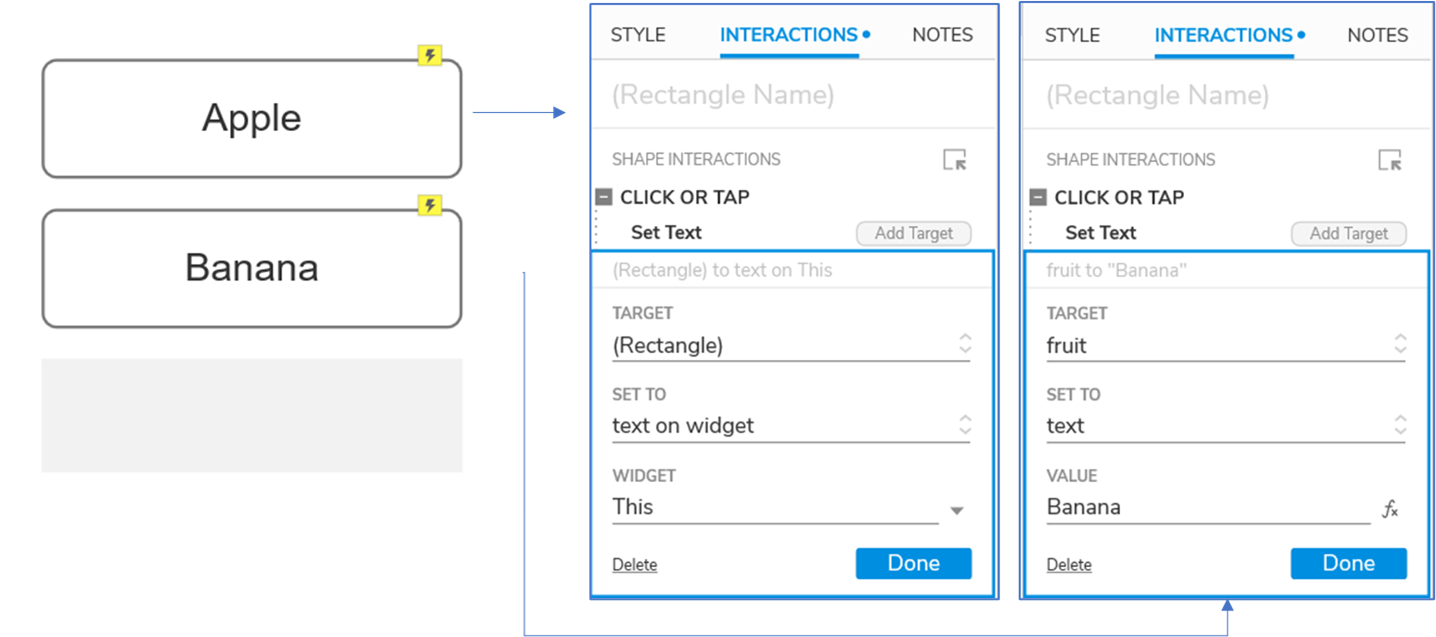 Apple
Banana
STYLE INTERACTIONS NOTES
(Rectangle Name)
SHAPE INTERACTIONS
CLICK OR TAP
Set Text Add Target
(Rectangle) to text on This
TARGET
(Rectangle)
SET TO
text on widget
WIDGET
This
Delete Done
STYLE INTERACTIONS NOTES
(Rectangle Name)
SHAPE INTERACTIONS
CLICK OR TAP
Set Text Add Target
fruit to "Banana"
TARGET
fruit
SET TO
text
VALUE
Banana fx
Delete Done